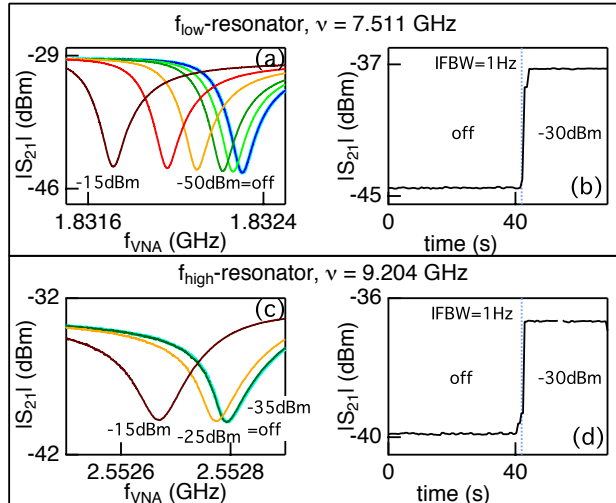 f_low-resonator, ν = 7.511 GHz
(a)
|S21| (dBm)
-29
-46
-15dBm
-50dBm=off
1.8316
1.8324
fVNA (GHz)
(b)
|S21| (dBm)
-37
-45
IFBW=1Hz
off
-30dBm
0
40
time (s)
f_high-resonator, ν = 9.204 GHz
(c)
|S21| (dBm)
-32
-42
-15dBm
-25dBm
-35dBm
=off
2.5526
2.5528
fVNA (GHz)
(d)
|S21| (dBm)
-36
-40
IFBW=1Hz
off
-30dBm
0
40
time (s)